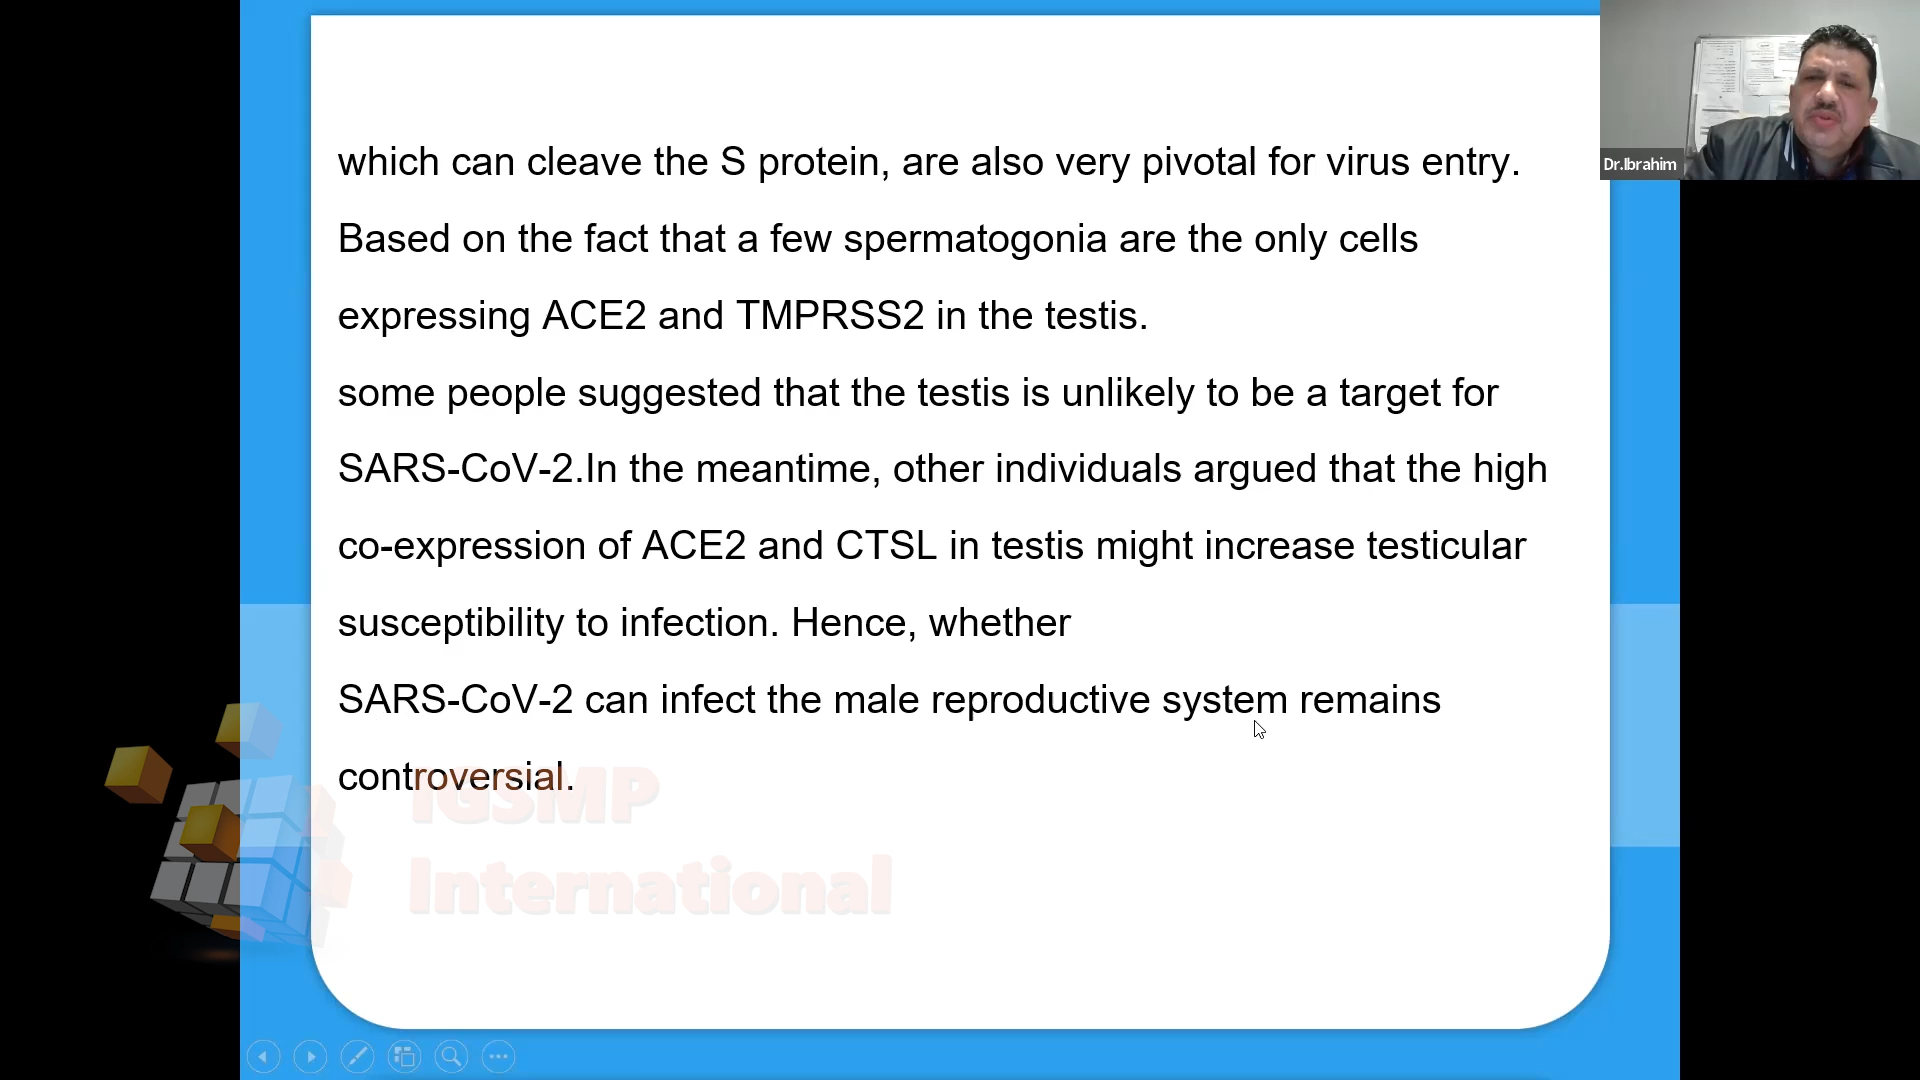 which can cleave the S protein, are also very pivotal for virus entry.
Based on the fact that a few spermatogonia are the only cells
expressing ACE2 and TMPRSS2 in the testis.
some people suggested that the testis is unlikely to be a target for
SARS-CoV-2.In the meantime, other individuals argued that the high
co-expression of ACE2 and CTSL in testis might increase testicular
susceptibility to infection. Hence, whether
SARS-CoV-2 can infect the male reproductive system remains
controversial.
IGSMP
International
Dr.Ibrahim